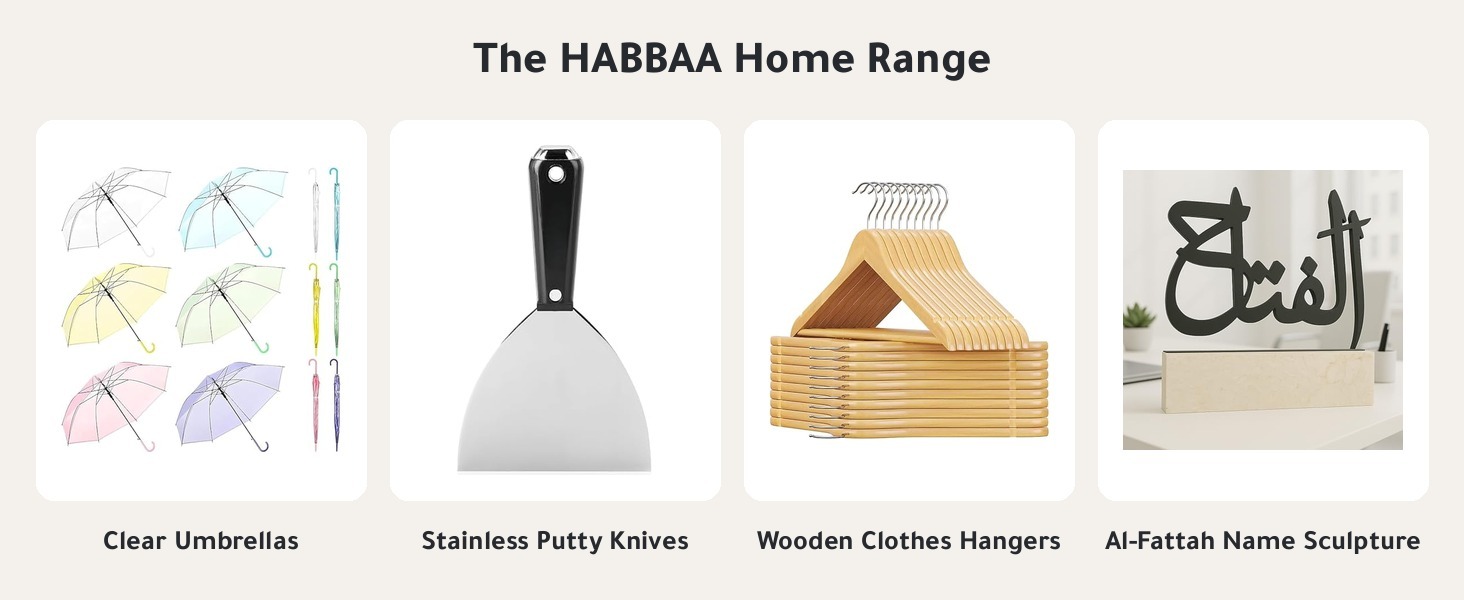 The HABBAA Home Range
الفتاح
Clear Umbrellas
Stainless Putty Knives
Wooden Clothes Hangers
Al-Fattah Name Sculpture